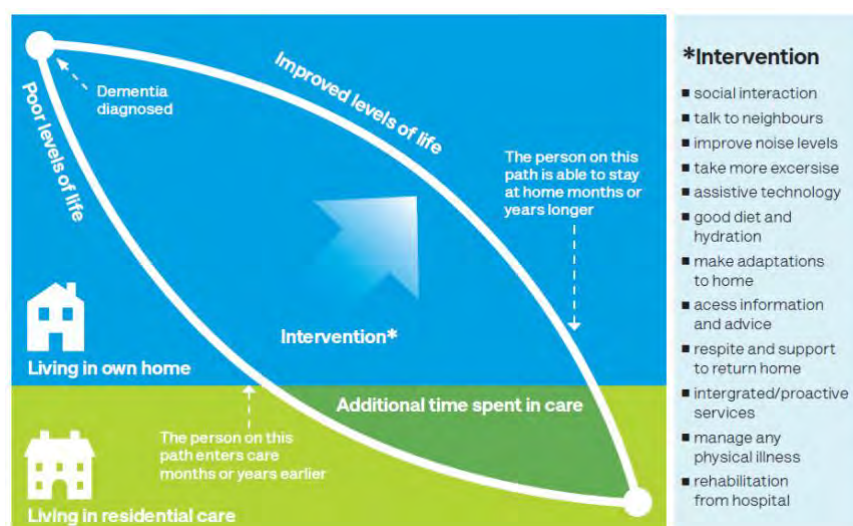 Dementia
diagnosed
Poor levels of life
Improved levels of life
The person on this
path is able to stay
at home months or
years longer
Intervention*
Living in own home
Additional time spent in care
The person on this
path enters care
months or years earlier
Living in residential care
*Intervention
▪ social interaction
▪ talk to neighbours
▪ improve noise levels
▪ take more excersise
▪ assistive technology
▪ good diet and
hydration
▪ make adaptations
to home
▪ acess information
and advice
▪ respite and support
to return home
▪ intergrated/proactive
services
▪ manage any
physical illness
▪ rehabilitation
from hospital